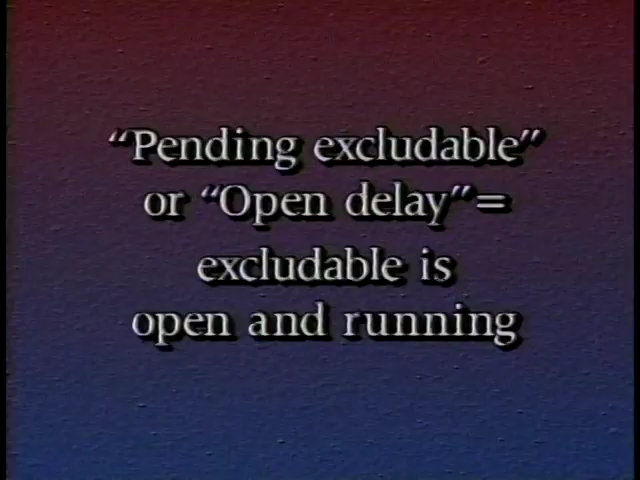 “Pending excludable”
or “Open delay”=
excludable is
open and running